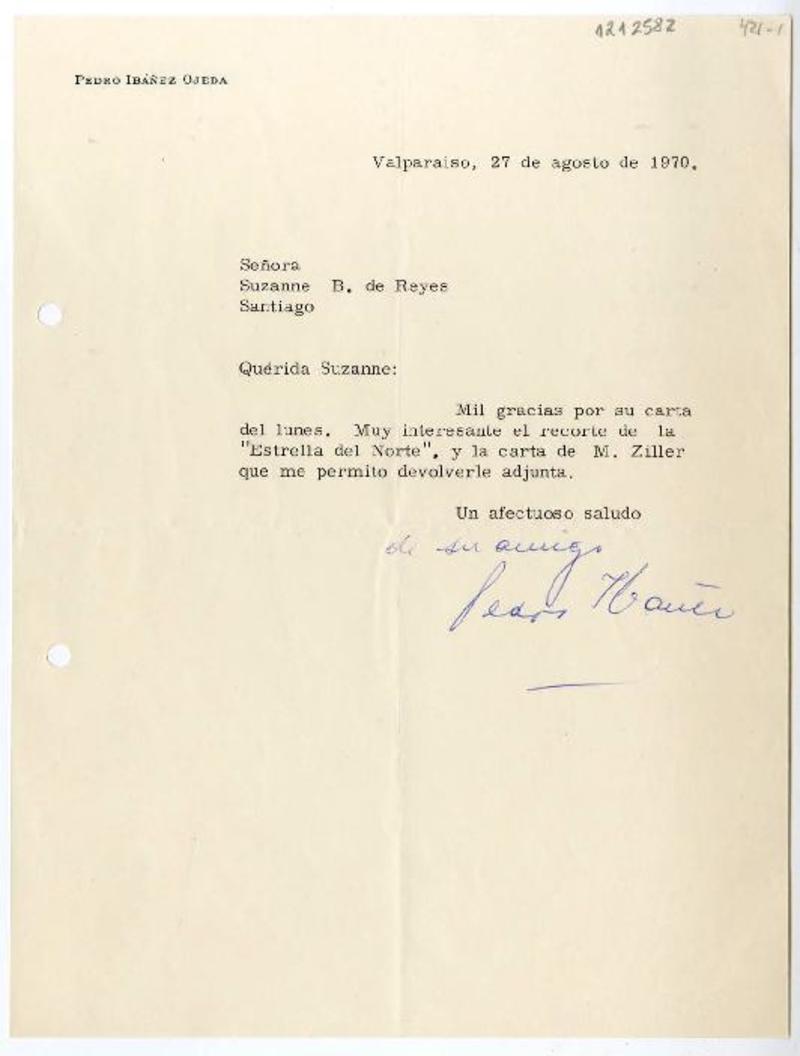 1212582 421-1
PEDRO IBÁÑEZ OJEDA
Valparaiso, 27 de agosto de 1970.
Señora
Suzanne B. de Reyes
Santiago
Quérida Suzanne:
Mil gracias por su carta
del lunes. Muy interesante el recorte de la
"Estrella del Norte", y la carta de M. Ziller
que me permito devolverle adjunta.
Un afectuoso saludo
de su amigo
Pedro Ibáñez